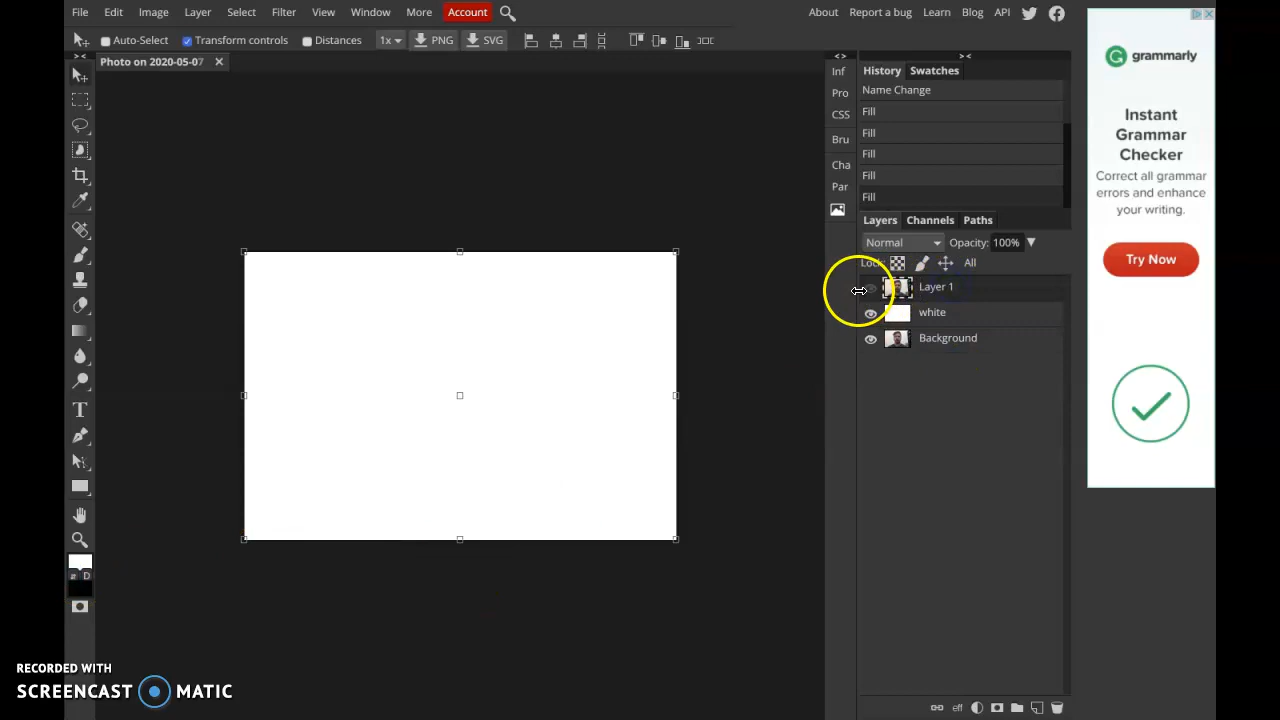 File Edit Image Layer Select Filter View Window More Account About Report a bug Learn Blog API
Auto-Select Transform controls Distances 1x PNG SVG
Photo on 2020-05-07
Inf
Pro
CSS
Bru
Cha
Par
History Swatches
Name Change
Fill
Fill
Fill
Fill
Fill
Layers Channels Paths
Normal Opacity: 100%
Lock: All
Layer 1
white
Background
eff
D
grammarly
Instant
Grammar
Checker
Correct all grammar
errors and enhance
your writing.
Try Now
RECORDED WITH
SCREENCAST MATIC